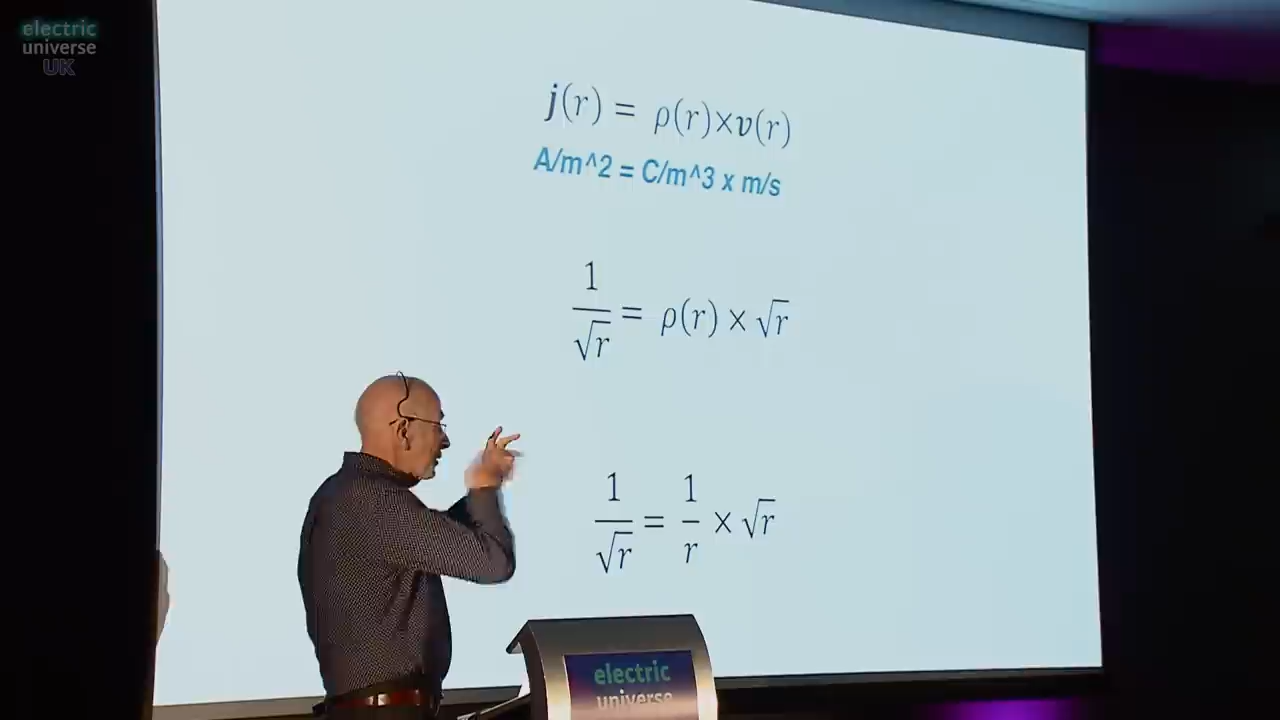 electric
universe
UK
j(r) = ρ(r)×v(r)
A/m^2 = C/m^3 x m/s
1/√r = ρ(r) × √r
1/√r = 1/r × √r
electric
universe